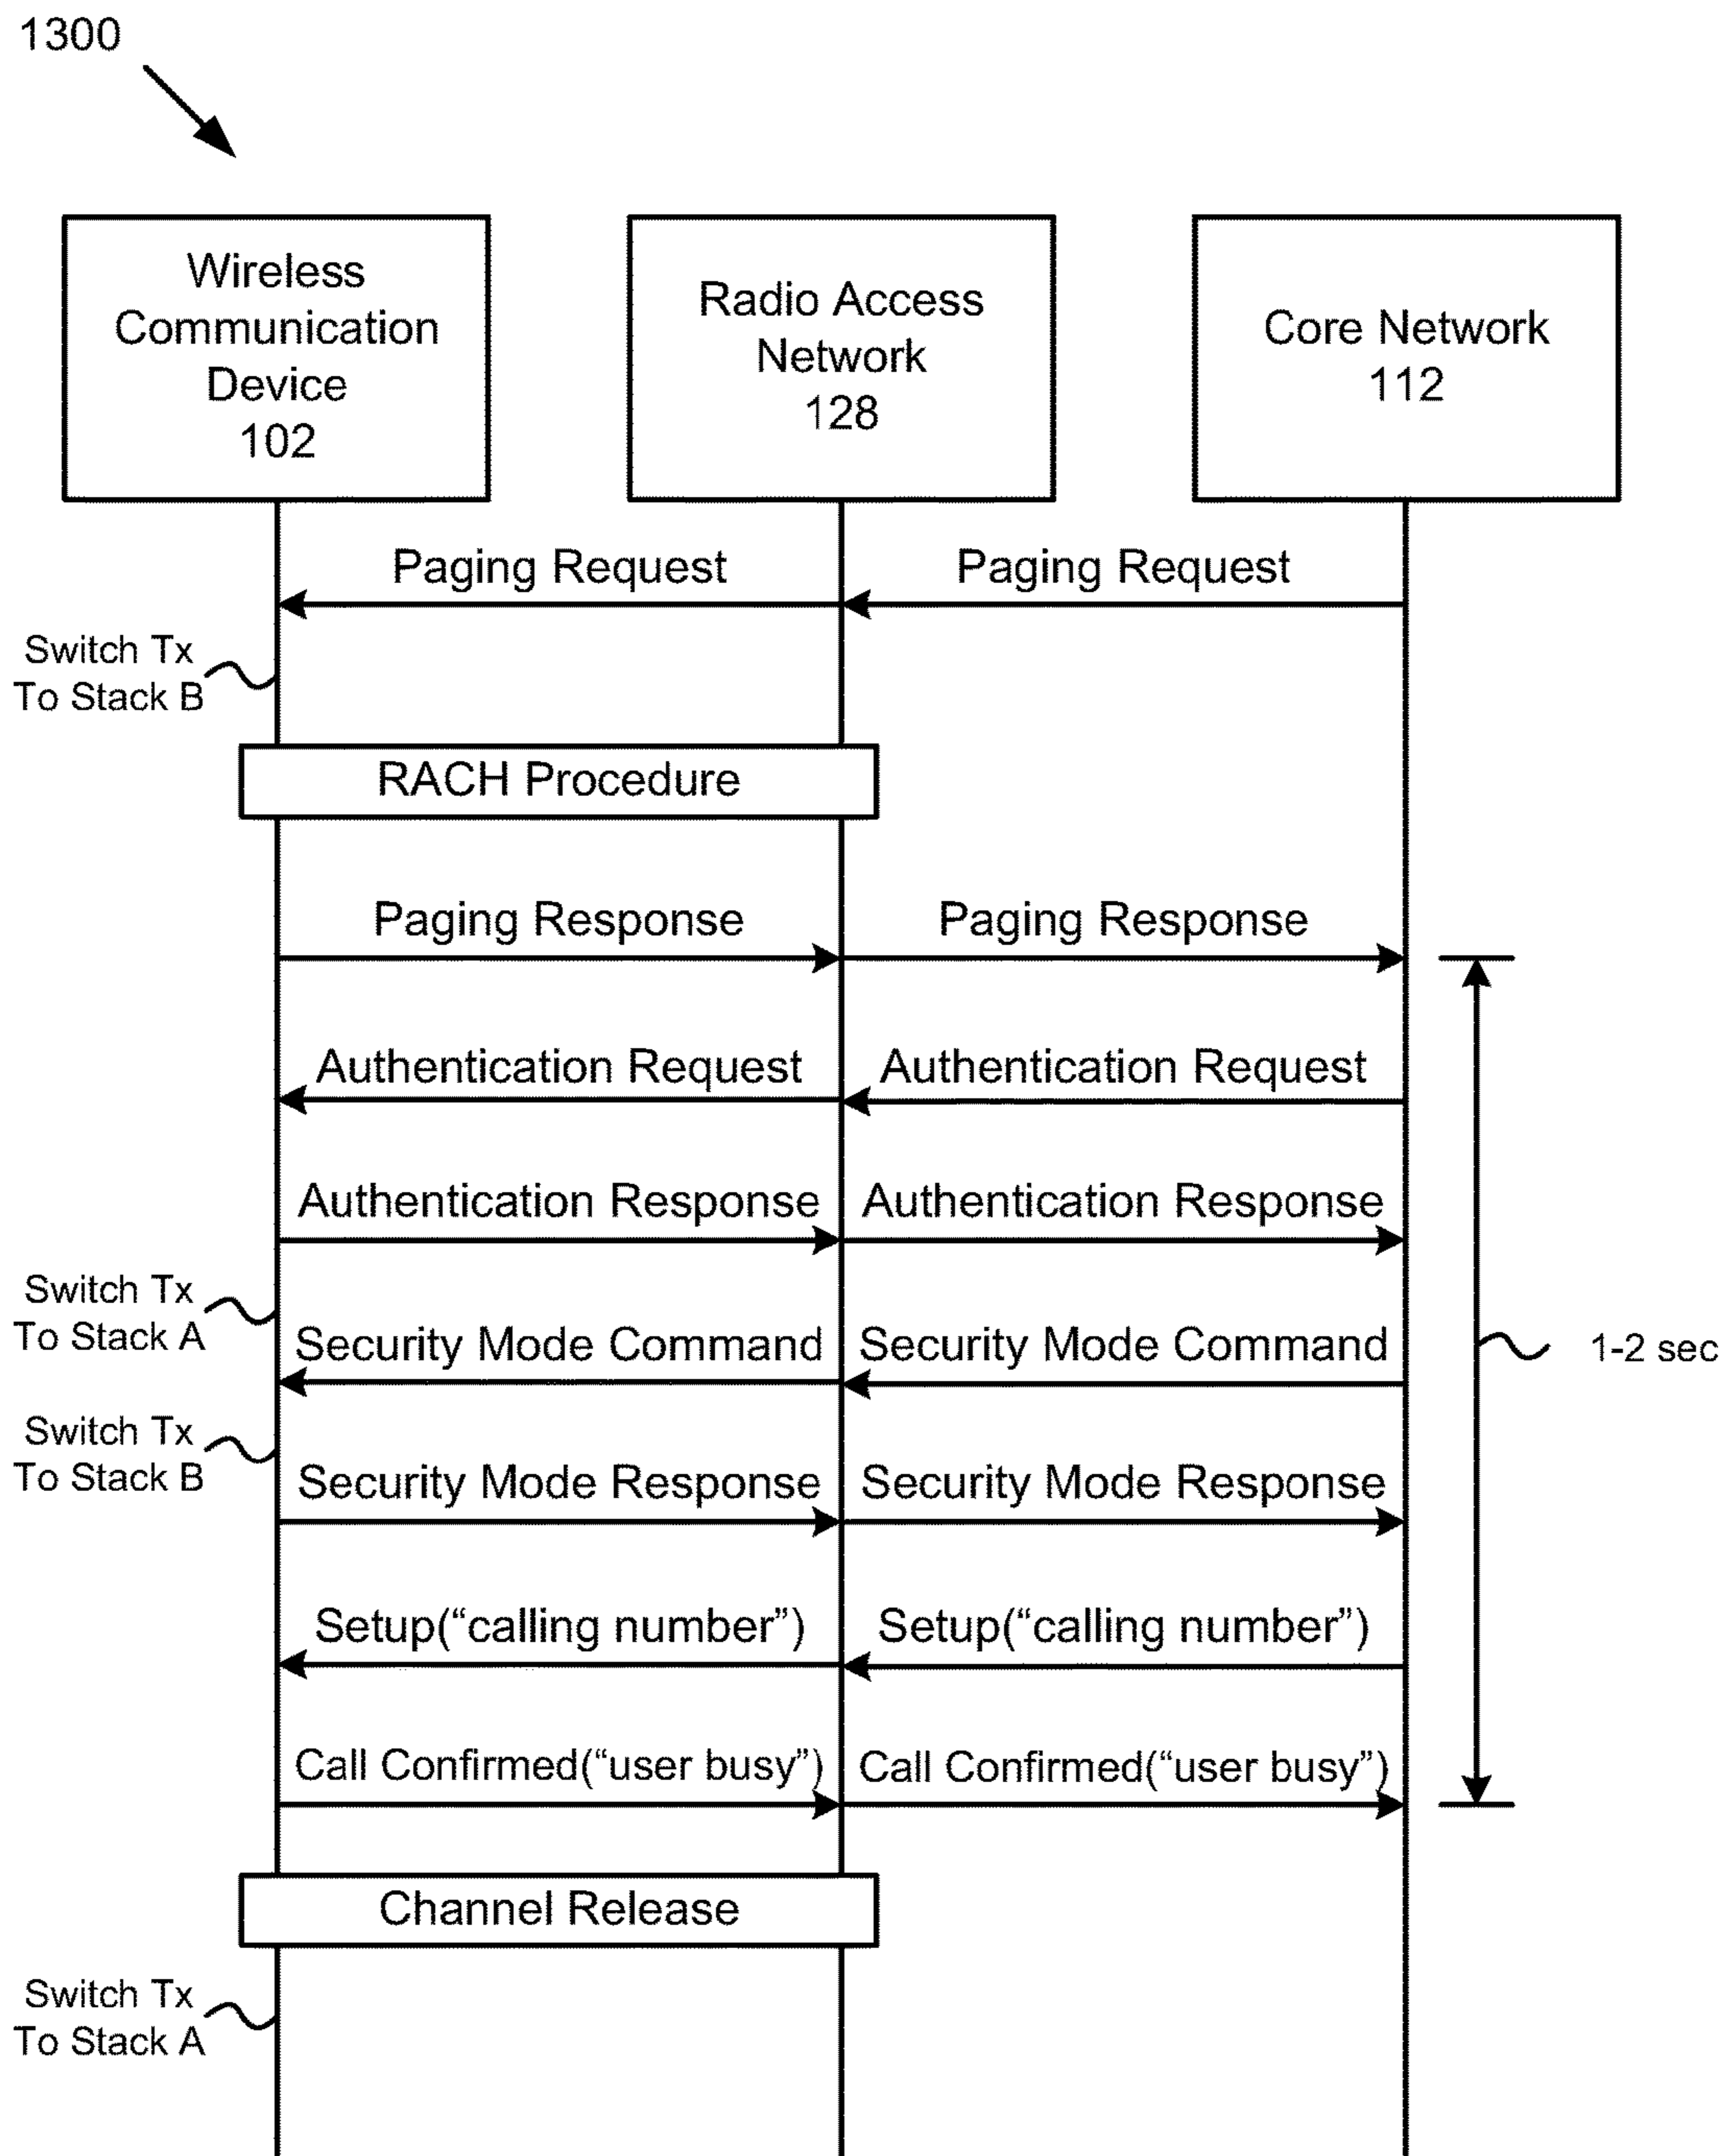 1300
Wireless
Communication
Device
102
Radio Access
Network
128
Core Network
112
Paging Request
Paging Request
Switch Tx
To Stack B
RACH Procedure
Paging Response
Paging Response
Authentication Request
Authentication Request
Authentication Response
Authentication Response
Switch Tx
To Stack A
Security Mode Command
Security Mode Command
1-2 sec
Switch Tx
To Stack B
Security Mode Response
Security Mode Response
Setup(“calling number”)
Setup(“calling number”)
Call Confirmed(“user busy”)
Call Confirmed(“user busy”)
Channel Release
Switch Tx
To Stack A